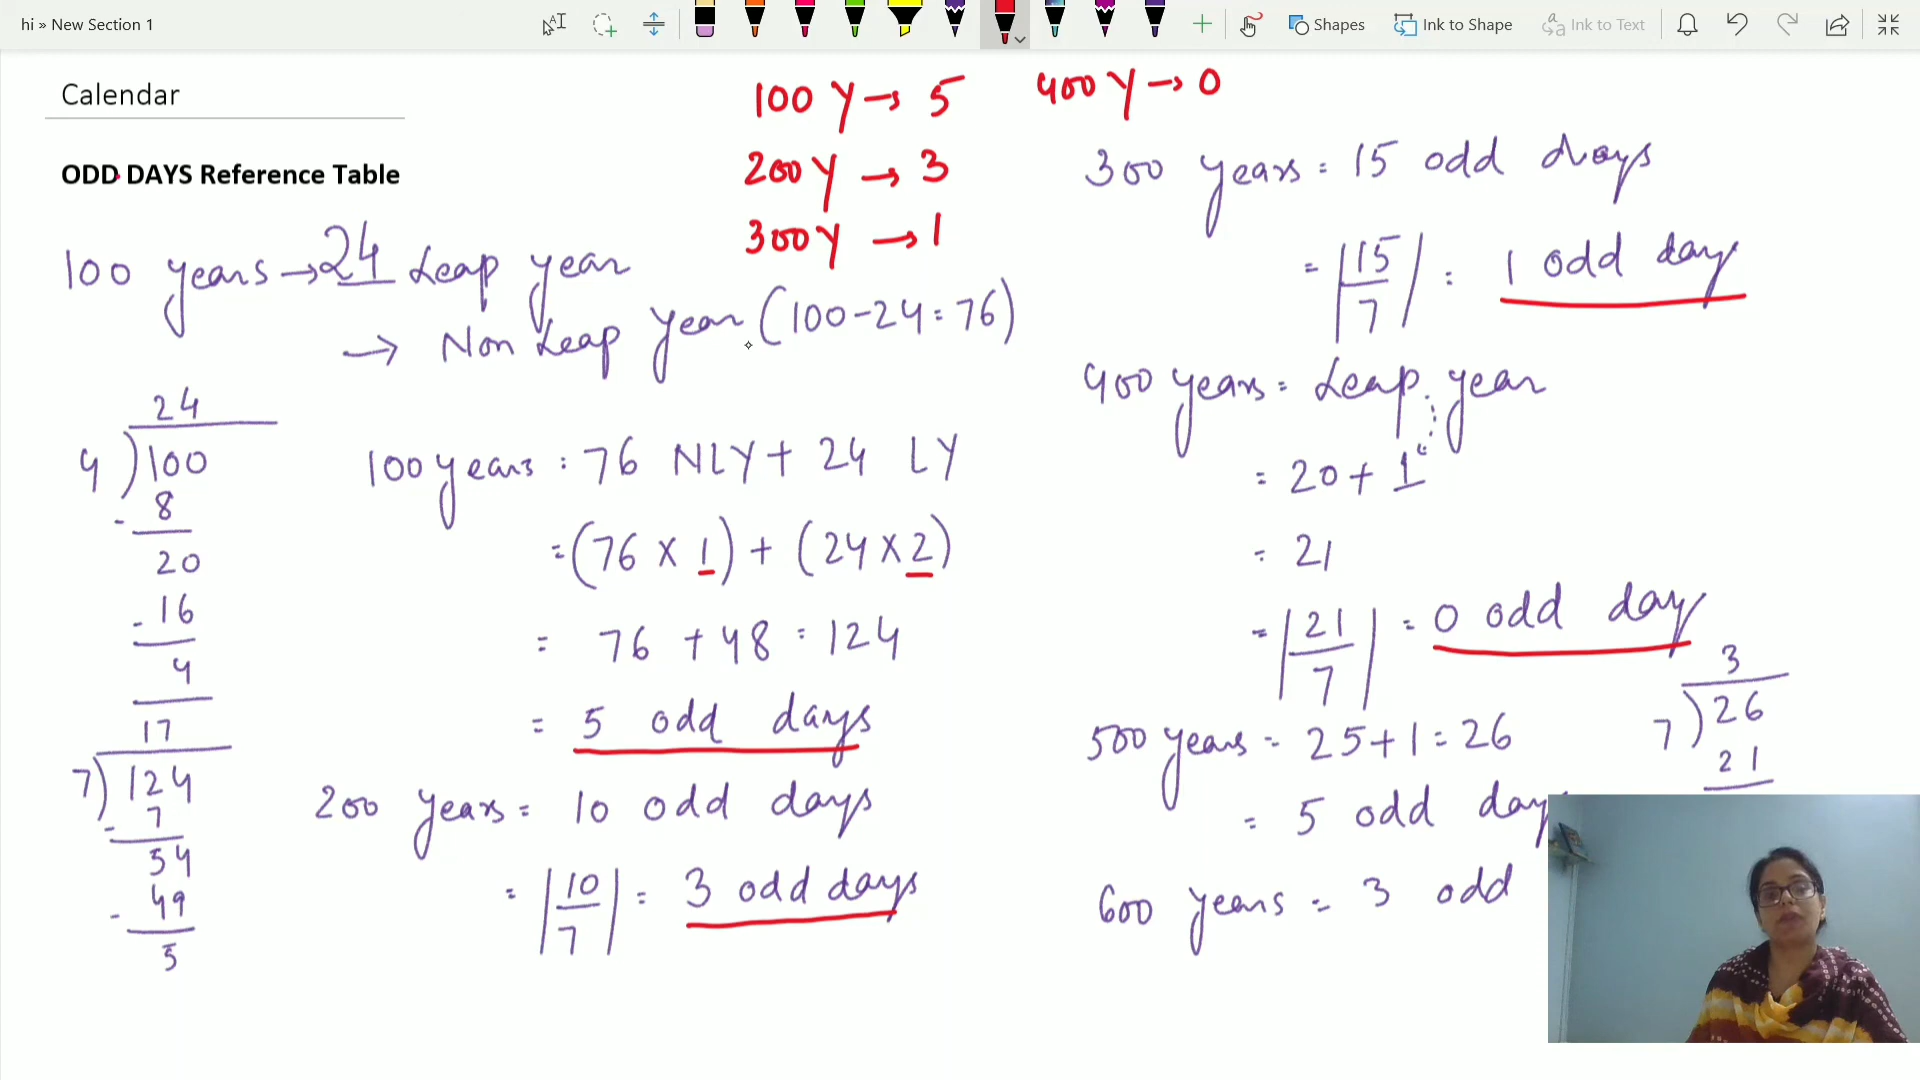 hi » New Section 1
Shapes
Ink to Shape
Ink to Text
Calendar
ODD DAYS Reference Table
100 Y → 5
200 Y → 3
300 Y → 1
400 Y → 0
100 years → 24 Leap year
→ Non Leap year (100-24=76)
24
4)100
- 8
20
- 16
4
17
7)124
- 7
54
- 49
5
100 years = 76 NLY + 24 LY
= (76 × 1) + (24 × 2)
= 76 + 48 = 124
= 5 odd days
200 years = 10 odd days
= |10/7| = 3 odd days
300 years = 15 odd days
= |15/7| = 1 odd day
400 years = Leap year
= 20 + 1
= 21
= |21/7| = 0 odd day
500 years = 25+1=26
= 5 odd day
600 years = 3 odd
3
7)26
21